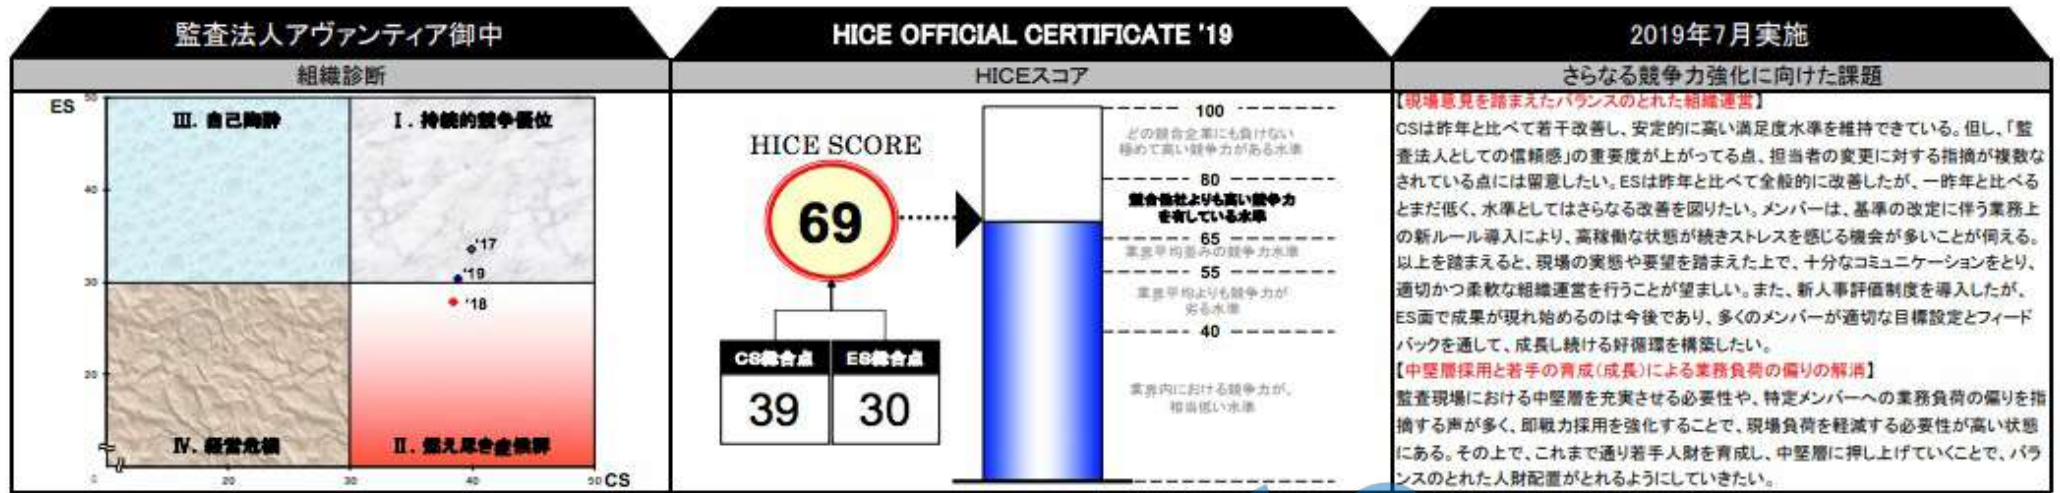 監査法人アヴァンティア御中
組織診断
ES
50
40
30
20
Ⅲ. 自己陶酔
Ⅰ. 持続的競争優位
'17
'19
'18
Ⅳ. 経営危機
Ⅱ. 燃え尽き症候群
0
20
30
40
50 CS
HICE OFFICIAL CERTIFICATE '19
HICEスコア
HICE SCORE
69
CS総合点
ES総合点
39
30
100
どの競合企業にも負けない
極めて高い競争力がある水準
80
競合他社よりも高い競争力
を有している水準
65
業界平均並みの競争力水準
55
業界平均よりも競争力が
劣る水準
40
業界内における競争力が、
相当低い水準
2019年7月実施
さらなる競争力強化に向けた課題
【現場意見を踏まえたバランスのとれた組織運営】
CSは昨年と比べて若干改善し、安定的に高い満足度水準を維持できている。但し、「監
査法人としての信頼感」の重要度が上がってる点、担当者の変更に対する指摘が複数な
されている点には留意したい。ESは昨年と比べて全般的に改善したが、一昨年と比べる
とまだ低く、水準としてはさらなる改善を図りたい。メンバーは、基準の改定に伴う業務上
の新ルール導入により、高稼働な状態が続きストレスを感じる機会が多いことが伺える。
以上を踏まえると、現場の実態や要望を踏まえた上で、十分なコミュニケーションをとり、
適切かつ柔軟な組織運営を行うことが望ましい。また、新人事評価制度を導入したが、
ES面で成果が現れ始めるのは今後であり、多くのメンバーが適切な目標設定とフィード
バックを通して、成長し続ける好循環を構築したい。
【中堅層採用と若手の育成(成長)による業務負荷の偏りの解消】
監査現場における中堅層を充実させる必要性や、特定メンバーへの業務負荷の偏りを指
摘する声が多く、即戦力採用を強化することで、現場負荷を軽減する必要性が高い状態
にある。その上で、これまで通り若手人財を育成し、中堅層に押し上げていくことで、バラ
ンスのとれた人財配置がとれるようにしていきたい。